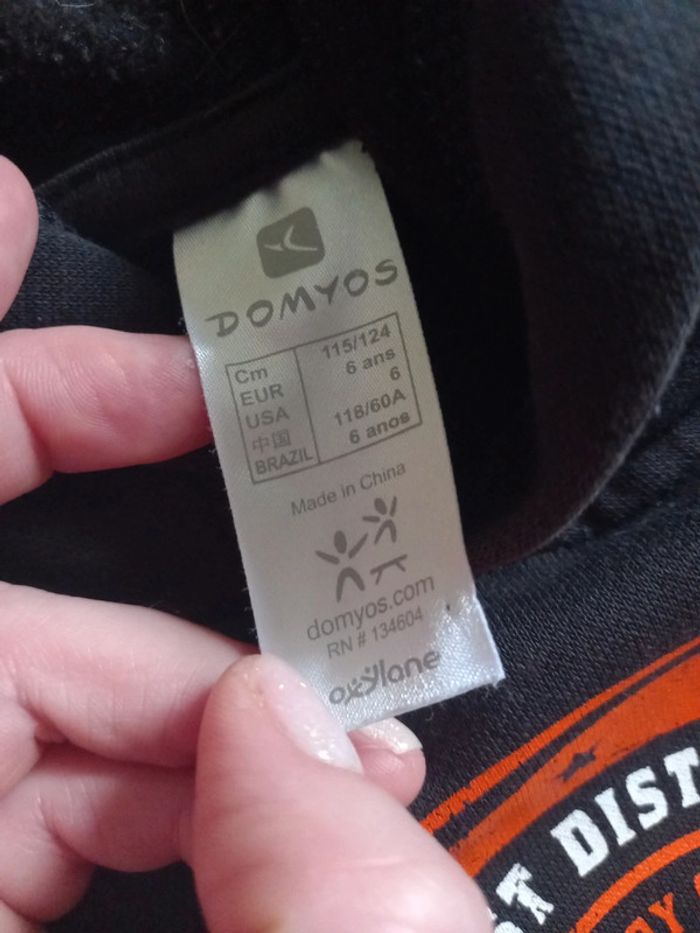 DOMYOS
Cm 115/124
EUR 6 ans
USA 6
中国 118/60A
BRAZIL 6 anos
Made in China
domyos.com
RN # 134604
oxylane
DIST